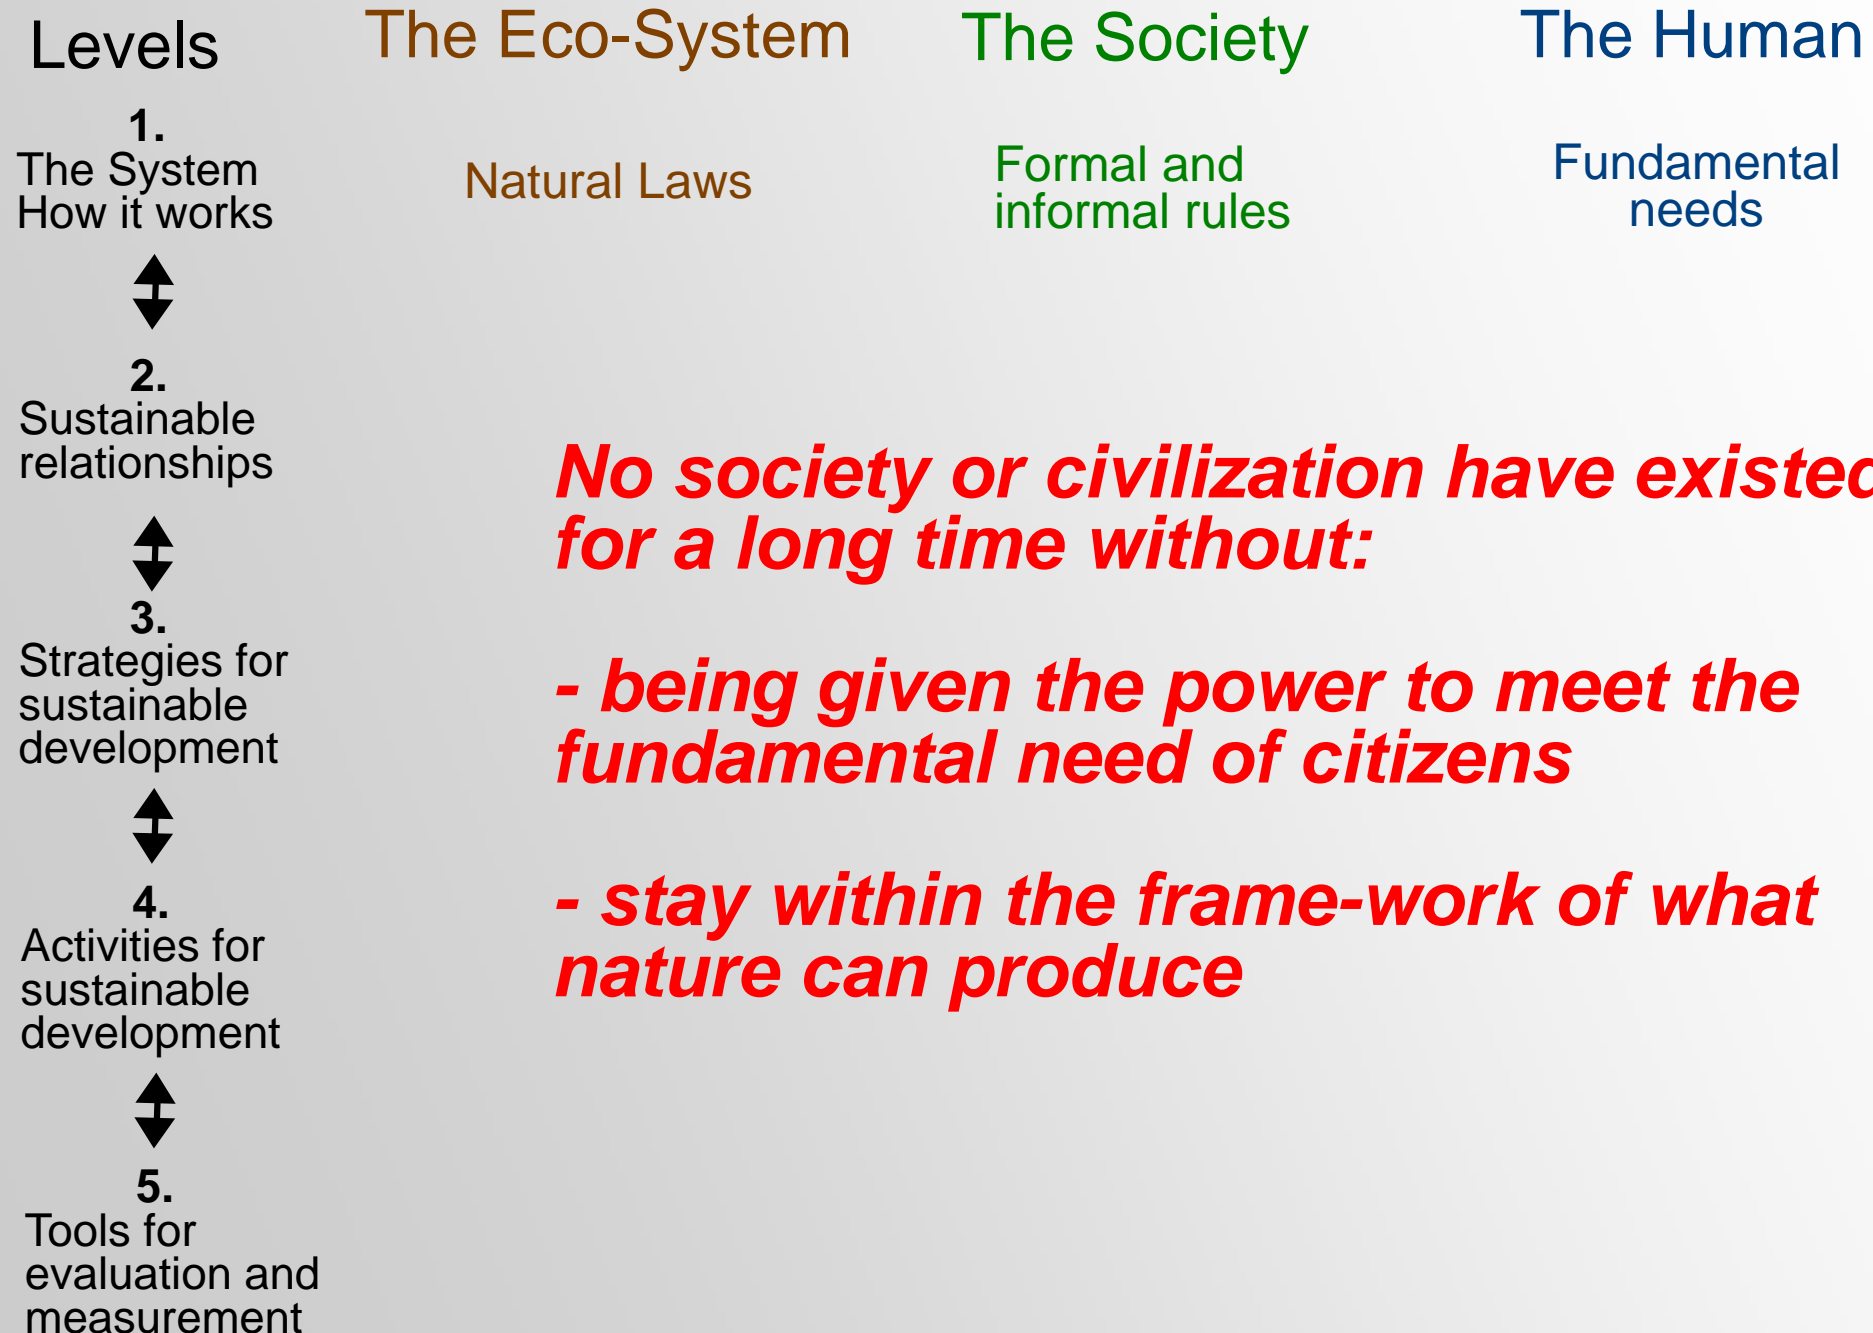 Levels
The Eco-System
The Society
The Human
1.
The System
How it works
Natural Laws
Formal and
informal rules
Fundamental
needs
2.
Sustainable
relationships
3.
Strategies for
sustainable
development
4.
Activities for
sustainable
development
5.
Tools for
evaluation and
measurement
No society or civilization have existed
for a long time without:
- being given the power to meet the
fundamental need of citizens
- stay within the frame-work of what
nature can produce